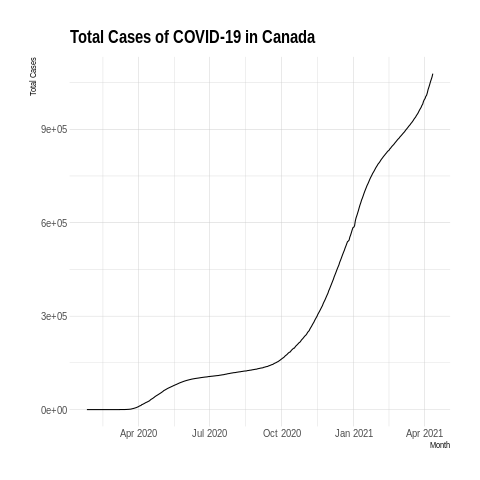 Total Cases of COVID-19 in Canada
Total Cases
9e+05
6e+05
3e+05
0e+00
Apr 2020 Jul 2020 Oct 2020 Jan 2021 Apr 2021
Month